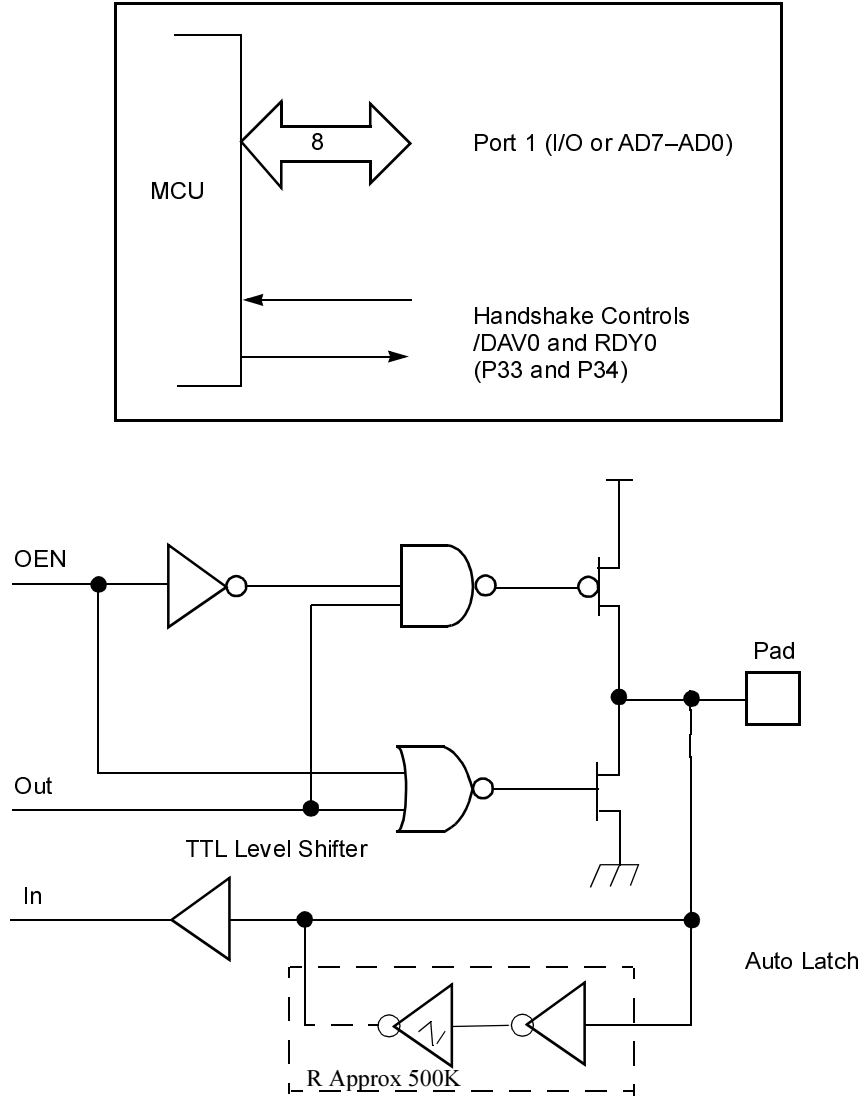 8
Port 1 (I/O or AD7–AD0)
MCU
Handshake Controls
/DAV0 and RDY0
(P33 and P34)
OEN
Pad
Out
TTL Level Shifter
In
Auto Latch
R Approx 500K